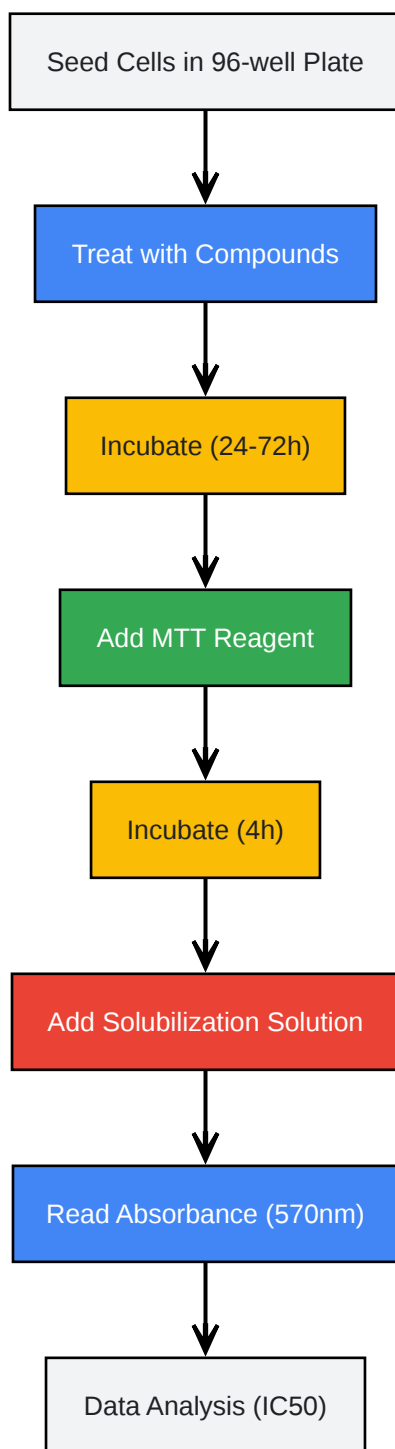 Seed Cells in 96-well Plate
Treat with Compounds
Incubate (24-72h)
Add MTT Reagent
Incubate (4h)
Add Solubilization Solution
Read Absorbance (570nm)
Data Analysis (IC50)